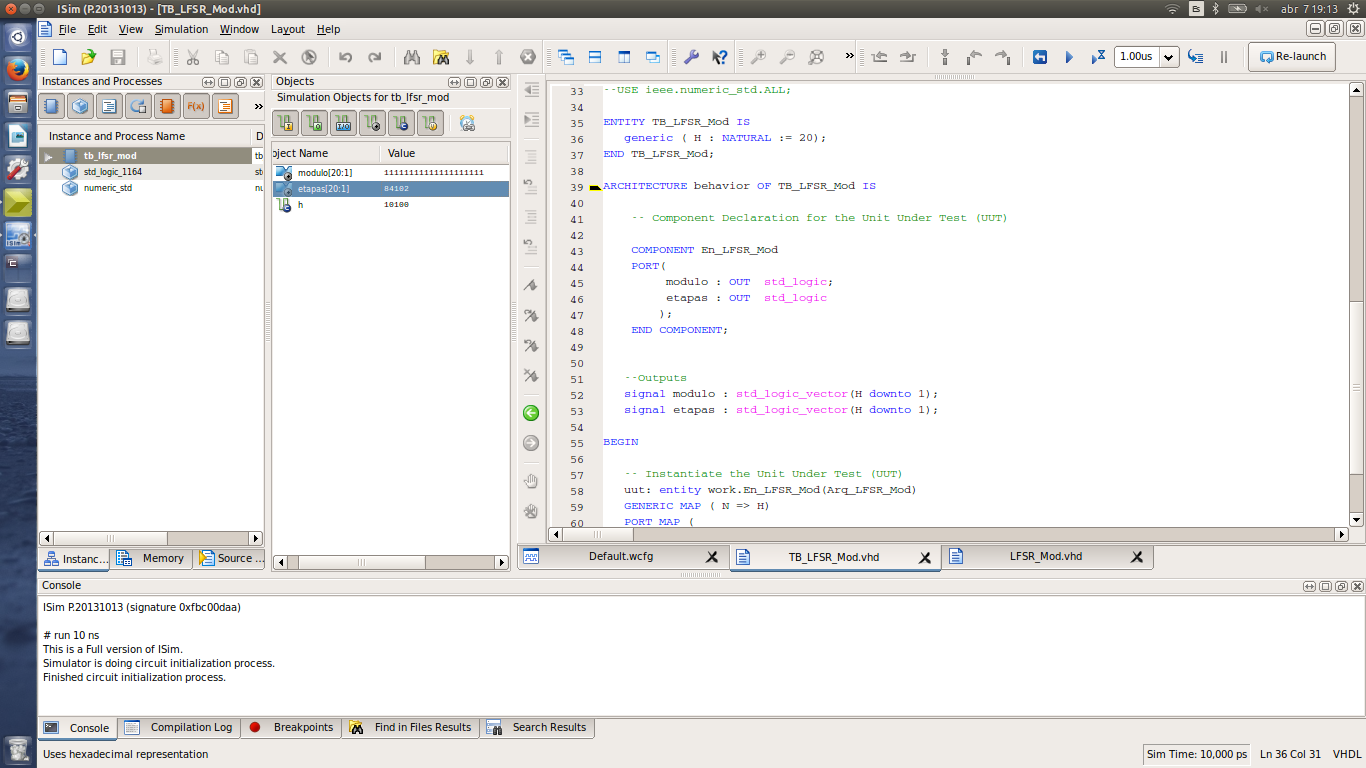 ISim (P.20131013) - [TB_LFSR_Mod.vhd]
Es
abr 7 19:13
File Edit View Simulation Window Layout Help
»
1.00us
Re-launch
Instances and Processes
F(x)
»
Instance and Process Name D
tb_lfsr_mod tb
std_logic_1164 st
numeric_std nu
Instanc...
Memory
Source ...
Objects
Simulation Objects for tb_lfsr_mod
bject Name Value
modulo[20:1] 11111111111111111111
etapas[20:1] 84102
h 10100
33 --USE ieee.numeric_std.ALL;
34
35 ENTITY TB_LFSR_Mod IS
36 generic ( H : NATURAL := 20);
37 END TB_LFSR_Mod;
38
39 ARCHITECTURE behavior OF TB_LFSR_Mod IS
40
41 -- Component Declaration for the Unit Under Test (UUT)
42
43 COMPONENT En_LFSR_Mod
44 PORT(
45 modulo : OUT std_logic;
46 etapas : OUT std_logic
47 );
48 END COMPONENT;
49
50
51 --Outputs
52 signal modulo : std_logic_vector(H downto 1);
53 signal etapas : std_logic_vector(H downto 1);
54
55 BEGIN
56
57 -- Instantiate the Unit Under Test (UUT)
58 uut: entity work.En_LFSR_Mod(Arq_LFSR_Mod)
59 GENERIC MAP ( N => H)
60 PORT MAP (
Default.wcfg
TB_LFSR_Mod.vhd
LFSR_Mod.vhd
Console
ISim P.20131013 (signature 0xfbc00daa)
# run 10 ns
This is a Full version of ISim.
Simulator is doing circuit initialization process.
Finished circuit initialization process.
Console
Compilation Log
Breakpoints
Find in Files Results
Search Results
Uses hexadecimal representation
Sim Time: 10,000 ps
Ln 36 Col 31
VHDL